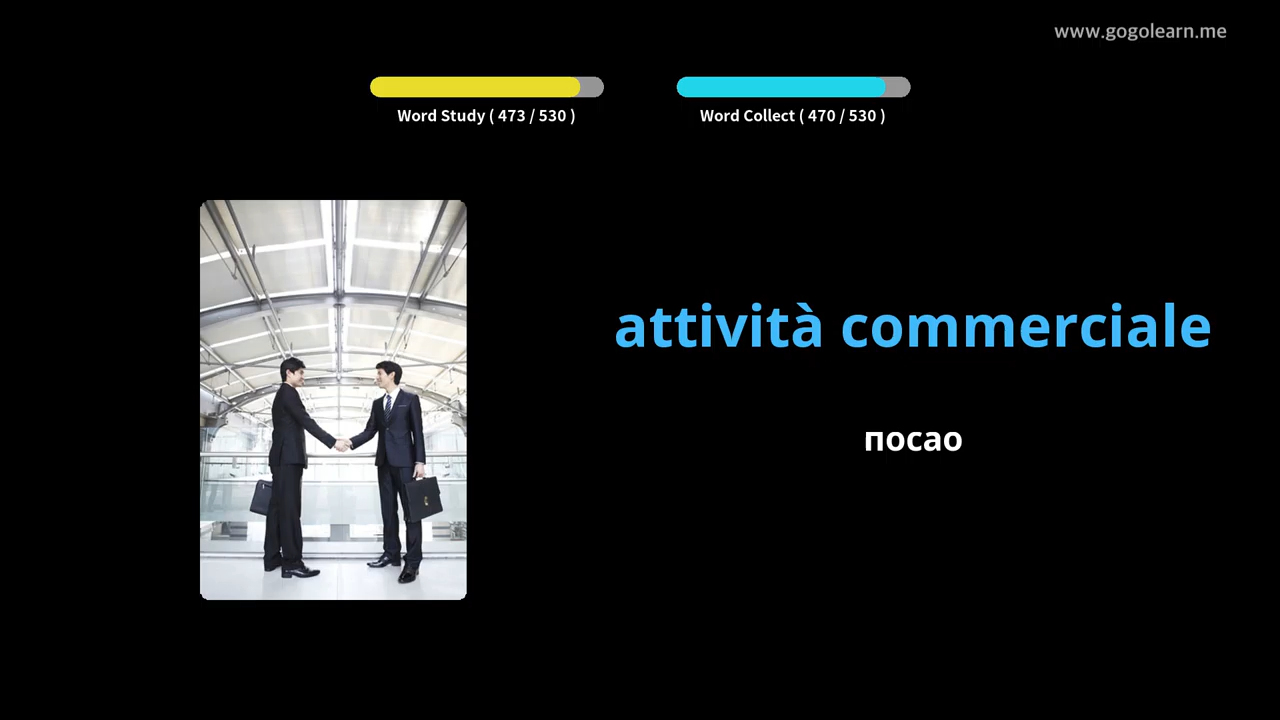 www.gogolearn.me
Word Study ( 473 / 530 )
Word Collect ( 470 / 530 )
attività commerciale
посао